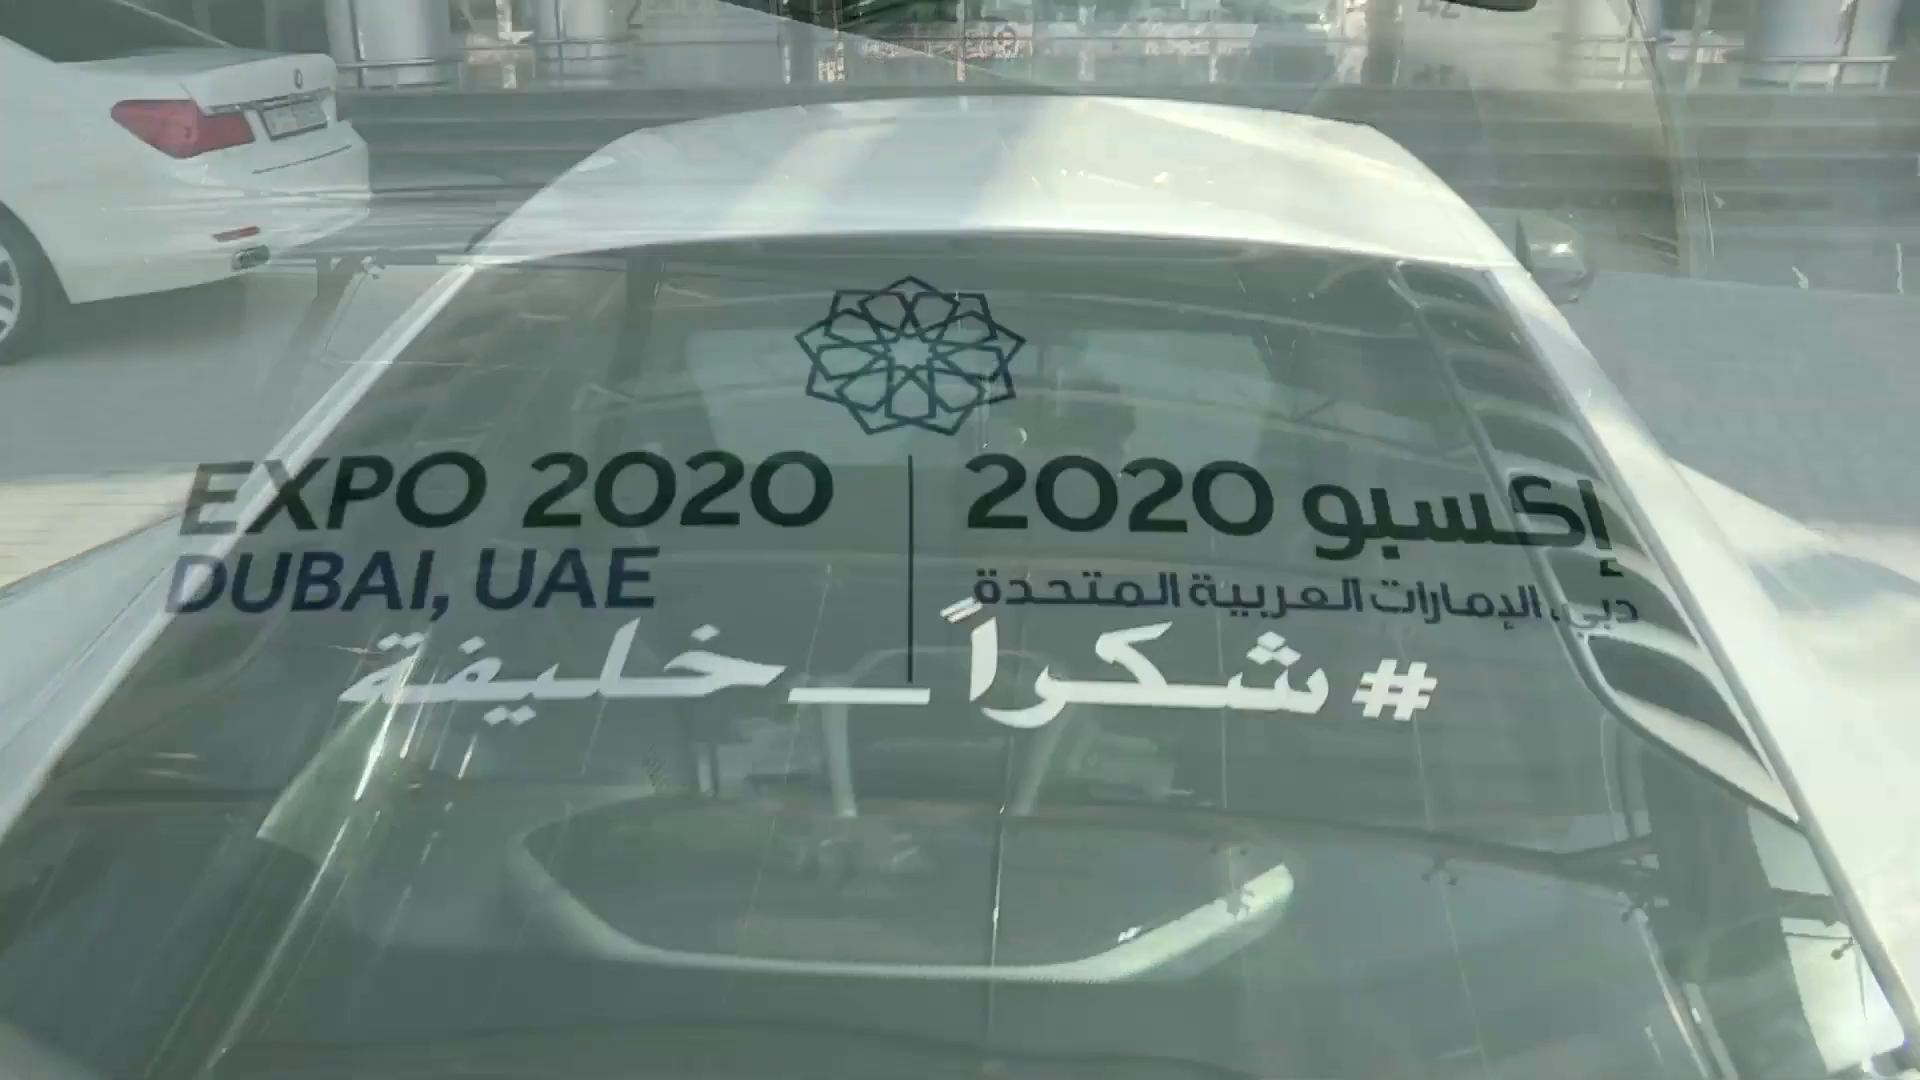 EXPO 2020
DUBAI, UAE
إكسبو 2020
دبي، الإمارات العربية المتحدة
#شكراً_خليفة